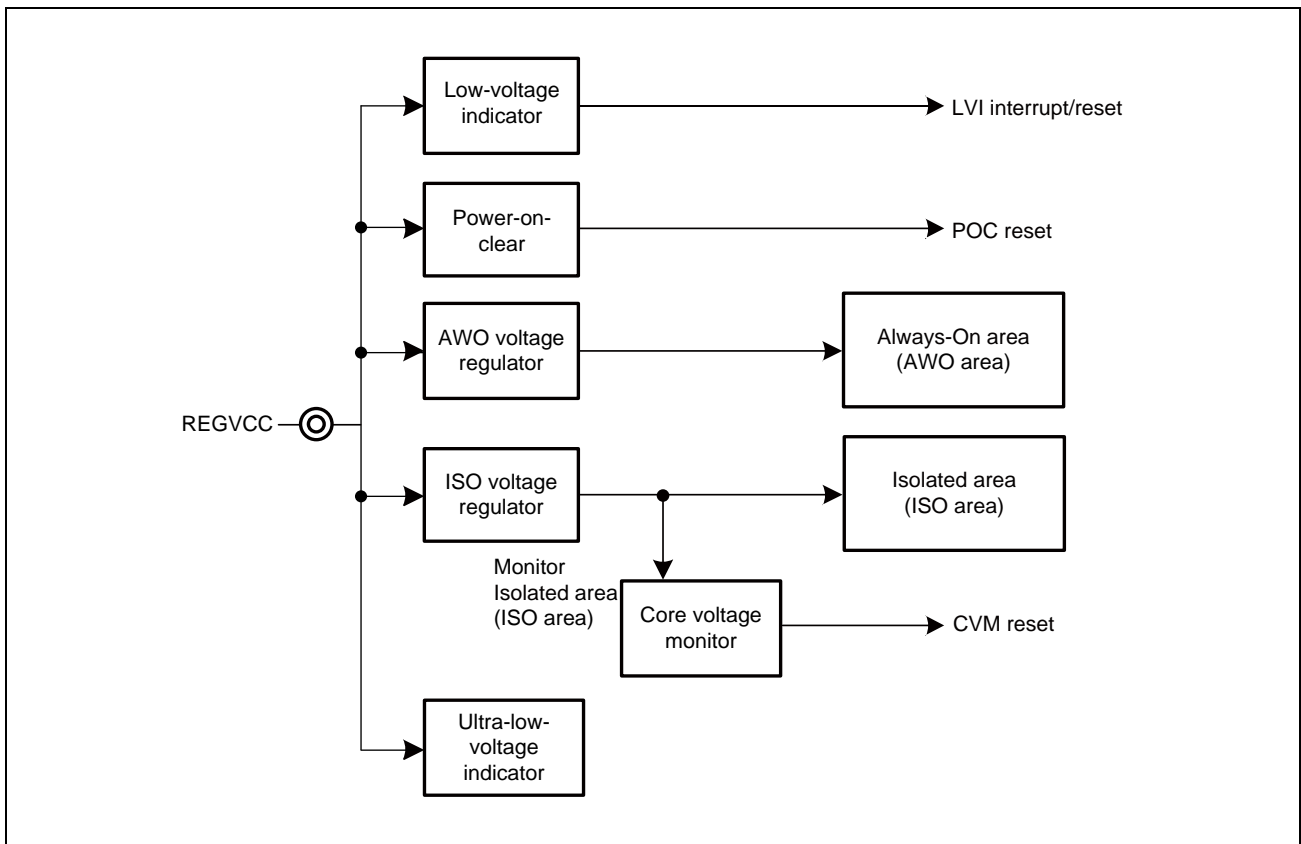 Low-voltage
indicator
LVI interrupt/reset
Power-on-
clear
POC reset
AWO voltage
regulator
Always-On area
(AWO area)
REGVCC
ISO voltage
regulator
Isolated area
(ISO area)
Monitor
Isolated area
(ISO area)
Core voltage
monitor
CVM reset
Ultra-low-
voltage
indicator